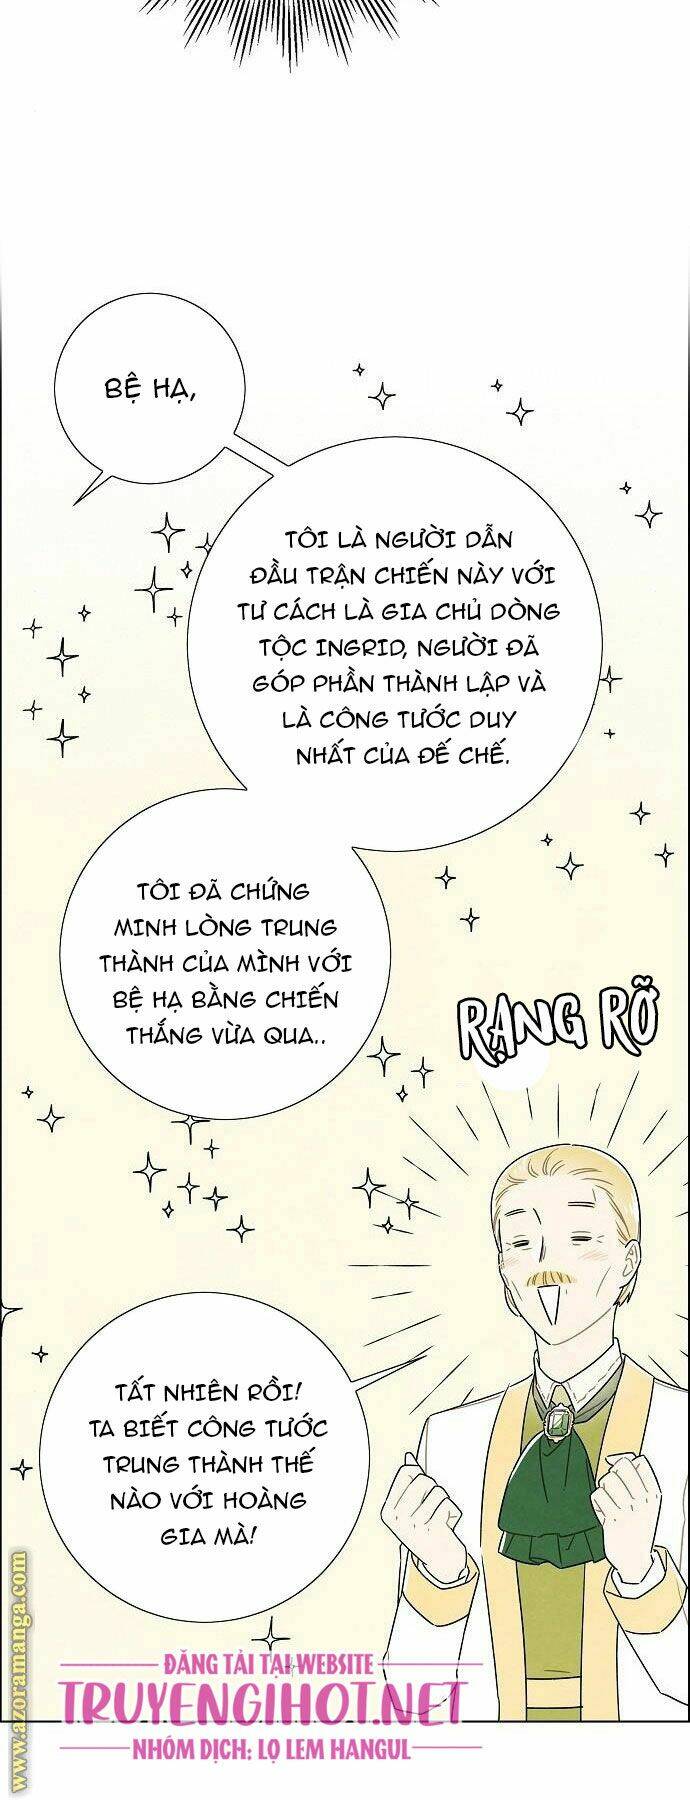 BỆ HẠ,
TÔI LÀ NGƯỜI DẪN
ĐẦU TRẬN CHIẾN NÀY VỚI
TƯ CÁCH LÀ GIA CHỦ DÒNG
TỘC INGRID, NGƯỜI ĐÃ
GÓP PHẦN THÀNH LẬP VÀ
LÀ CÔNG TƯỚC DUY
NHẤT CỦA ĐẾ CHẾ.
TÔI ĐÃ CHỨNG
MINH LÒNG TRUNG
THÀNH CỦA MÌNH VỚI
BỆ HẠ BẰNG CHIẾN
THẮNG VỪA QUA..
RẠNG RỠ
TẤT NHIÊN RỒI!
TA BIẾT CÔNG TƯỚC
TRUNG THÀNH THẾ
NÀO VỚI HOÀNG
GIA MÀ!
www.azoramanga.com
ĐĂNG TẢI TẠI WEBSITE
TRUYENGIHOT.NET
NHÓM DỊCH: LỌ LEM HANGUL